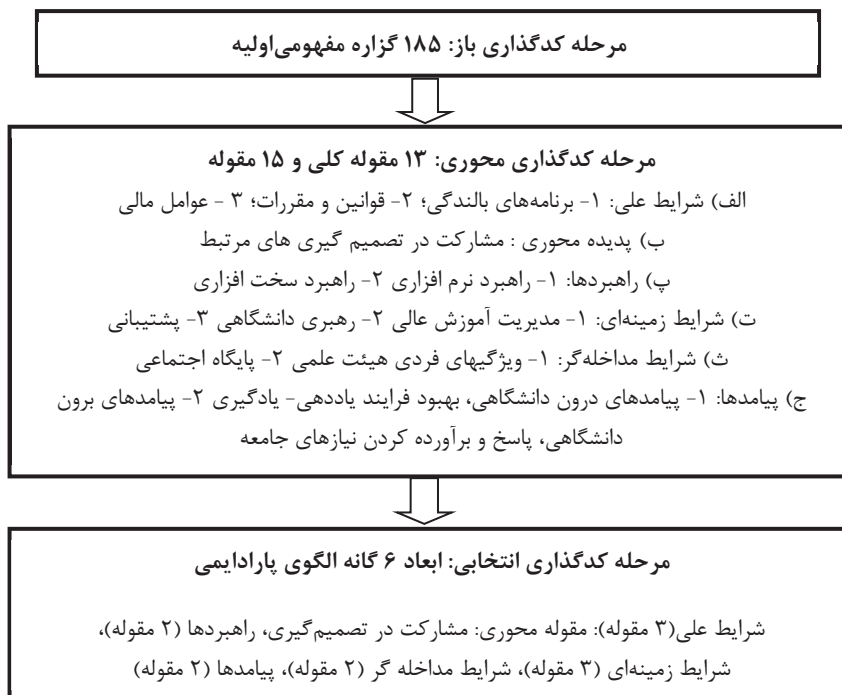 مرحله کدگذاری باز: ۱۸۵ گزاره مفهومی‌اولیه
مرحله کدگذاری محوری: ۱۳ مقوله کلی و ۱۵ مقوله
الف) شرایط علی: ۱- برنامه‌های بالندگی؛ ۲- قوانین و مقررات؛ ۳ - عوامل مالی
ب) پدیده محوری : مشارکت در تصمیم گیری های مرتبط
پ) راهبردها: ۱- راهبرد نرم افزاری ۲- راهبرد سخت افزاری
ت) شرایط زمینه‌ای: ۱- مدیریت آموزش عالی ۲- رهبری دانشگاهی ۳- پشتیبانی
ث) شرایط مداخله‌گر: ۱- ویژگیهای فردی هیئت علمی ۲- پایگاه اجتماعی
ج) پیامدها: ۱- پیامدهای درون دانشگاهی، بهبود فرایند یاددهی- یادگیری ۲- پیامدهای برون
دانشگاهی، پاسخ و برآورده کردن نیازهای جامعه
مرحله کدگذاری انتخابی: ابعاد ۶ گانه الگوی پارادایمی
شرایط علی(۳ مقوله): مقوله محوری: مشارکت در تصمیم‌گیری، راهبردها (۲ مقوله)،
شرایط زمینه‌ای (۳ مقوله)، شرایط مداخله گر (۲ مقوله)، پیامدها (۲ مقوله)